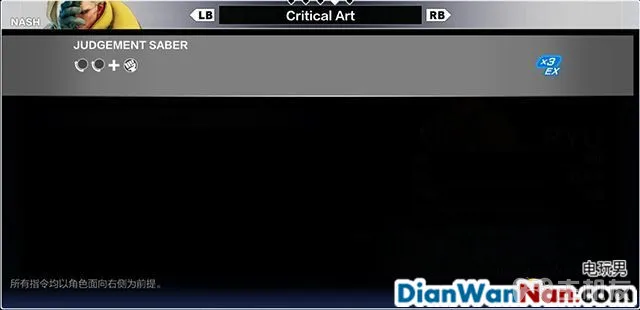 NASH
LB Critical Art RB
JUDGEMENT SABER
+
×3
EX
所有指令均以角色面向右侧为前提。
电玩男
DianWanNan.com